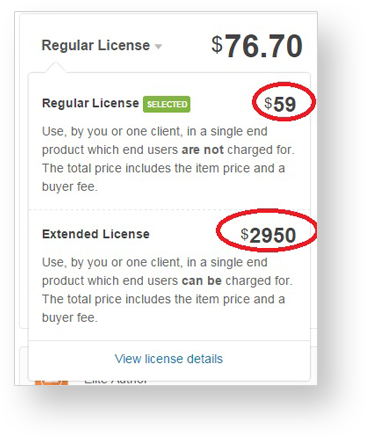 Regular License $76.70
Regular License SELECTED $59
Use, by you or one client, in a single end
product which end users are not charged for.
The total price includes the item price and a
buyer fee.
Extended License $2950
Use, by you or one client, in a single end
product which end users can be charged for.
The total price includes the item price and a
buyer fee.
View license details
Elite Author